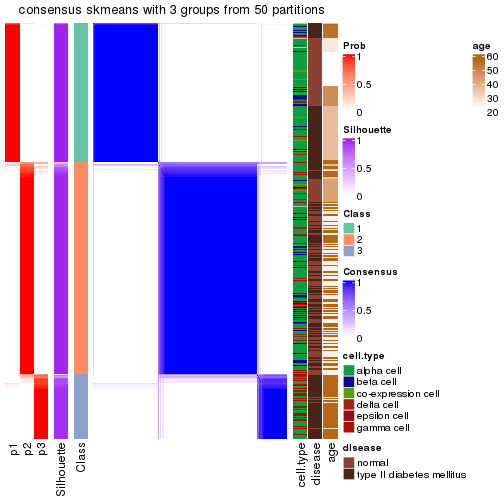 consensus skmeans with 3 groups from 50 partitions
Prob
1
0.5
0
Silhouette
1
0.5
0
Class
1
2
3
Consensus
1
0.5
0
cell.type
alpha cell
beta cell
co-expression cell
delta cell
epsilon cell
gamma cell
disease
normal
type II diabetes mellitus
age
60
50
40
30
20
p1
p2
p3
Silhouette
Class
cell.type
disease
age